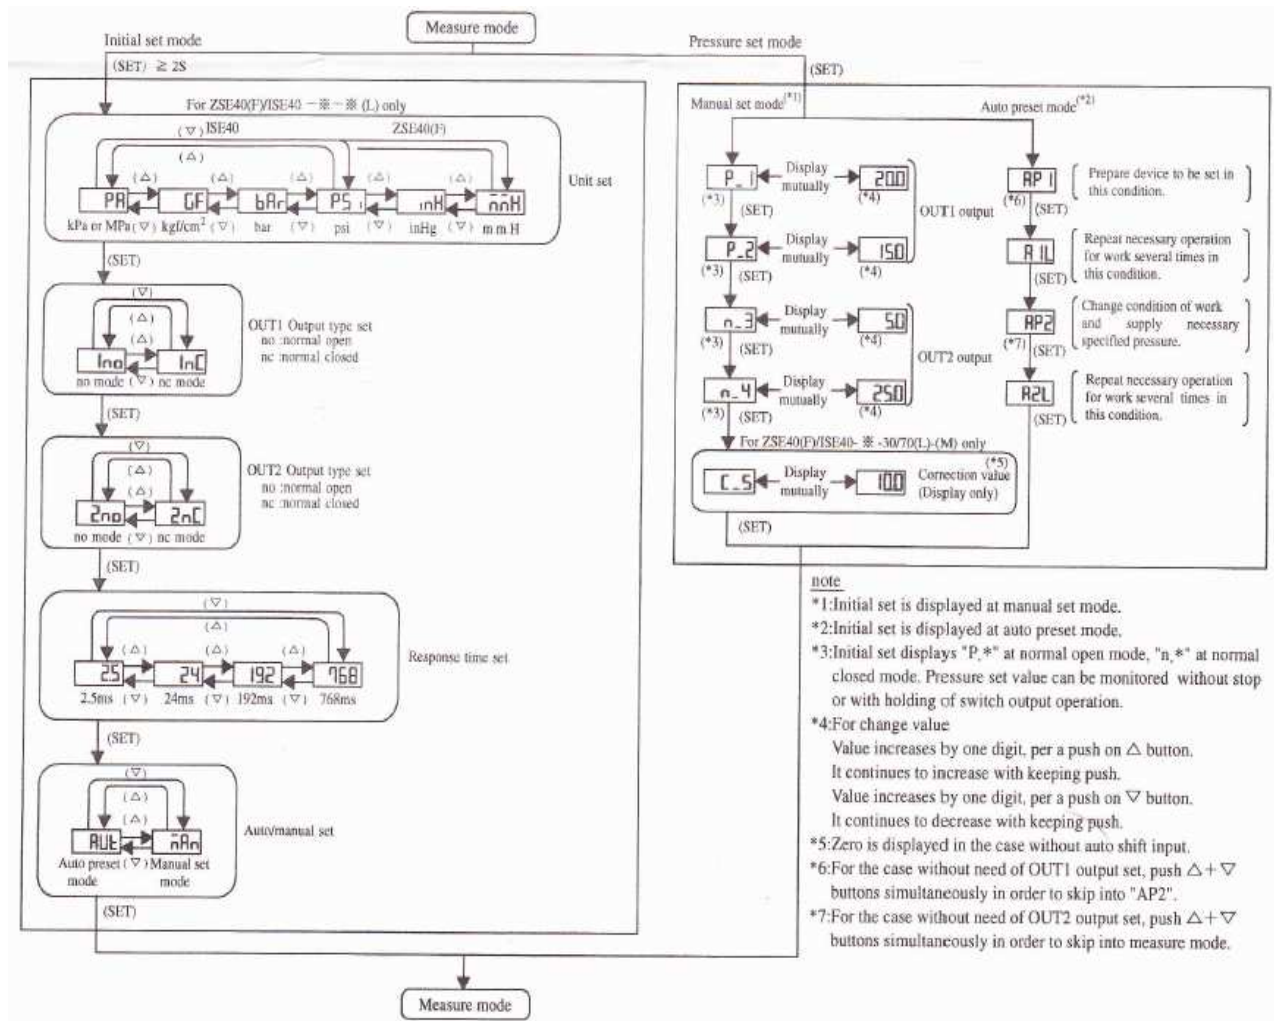 Measure mode
Initial set mode
(SET) ≧ 2S
For ZSE40(F)/ISE40 －※－※ (L) only
(▽) ISE40 ZSE40(F)
(△)
(△) (△) (△) (△) (△)
PA GF bAr PSi inH mmH
kPa or MPa (▽) kgf/cm² (▽) bar (▽) psi (▽) inHg (▽) m m H
Unit set
(SET)
(▽)
(△)
(△)
1no 1nC
no mode (▽) nc mode
OUT1 Output type set
no :normal open
nc :normal closed
(SET)
(▽)
(△)
(△)
2no 2nC
no mode (▽) nc mode
OUT2 Output type set
no :normal open
nc :normal closed
(SET)
(▽)
(△)
(△) (△) (△)
25 24 192 768
2.5ms (▽) 24ms (▽) 192ms (▽) 768ms
Response time set
(SET)
(▽)
(△)
(△)
AUt mAn
Auto preset (▽) Manual set
mode mode
Auto/manual set
(SET)
Pressure set mode
(SET)
Manual set mode(*1)
P_1 Display mutually 20.0
(*3) (SET) (*4)
OUT1 output
P_2 Display mutually 15.0
(*3) (SET) (*4)
n_3 Display mutually 5.0
(*3) (SET) (*4)
OUT2 output
n_4 Display mutually 25.0
(*3) (SET) (*4)
For ZSE40(F)/ISE40- ※ -30/70(L)-(M) only
C_5 Display mutually 10.0
(*5)
Correction value
(Display only)
(SET)
Auto preset mode(*2)
AP1
(*6) (SET)
Prepare device to be set in
this condition.
A1L
(SET)
Repeat necessary operation
for work several times in
this condition.
AP2
(*7) (SET)
Change condition of work
and supply necessary
specified pressure.
A2L
(SET)
Repeat necessary operation
for work several times in
this condition.
note
*1:Initial set is displayed at manual set mode.
*2:Initial set is displayed at auto preset mode.
*3:Initial set displays "P,*" at normal open mode, "n,*" at normal
closed mode. Pressure set value can be monitored without stop
or with holding of switch output operation.
*4:For change value
Value increases by one digit, per a push on △ button.
It continues to increase with keeping push.
Value increases by one digit, per a push on ▽ button.
It continues to decrease with keeping push.
*5:Zero is displayed in the case without auto shift input.
*6:For the case without need of OUT1 output set, push △+▽
buttons simultaneously in order to skip into "AP2".
*7:For the case without need of OUT2 output set, push △+▽
buttons simultaneously in order to skip into measure mode.
Measure mode